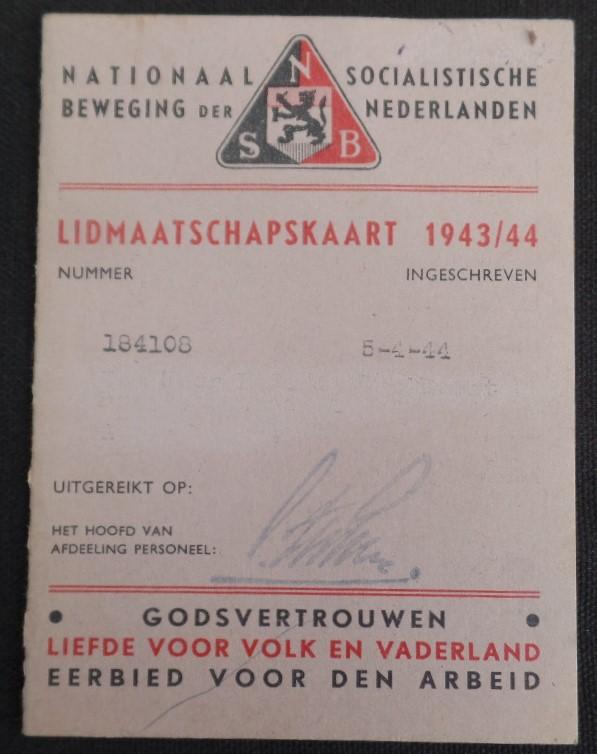 NATIONAAL SOCIALISTISCHE
BEWEGING DER NEDERLANDEN
N
S B
LIDMAATSCHAPSKAART 1943/44
NUMMER INGESCHREVEN
184108 5-4-44
UITGEREIKT OP:
HET HOOFD VAN
AFDEELING PERSONEEL:
• GODSVERTROUWEN •
LIEFDE VOOR VOLK EN VADERLAND
EERBIED VOOR DEN ARBEID